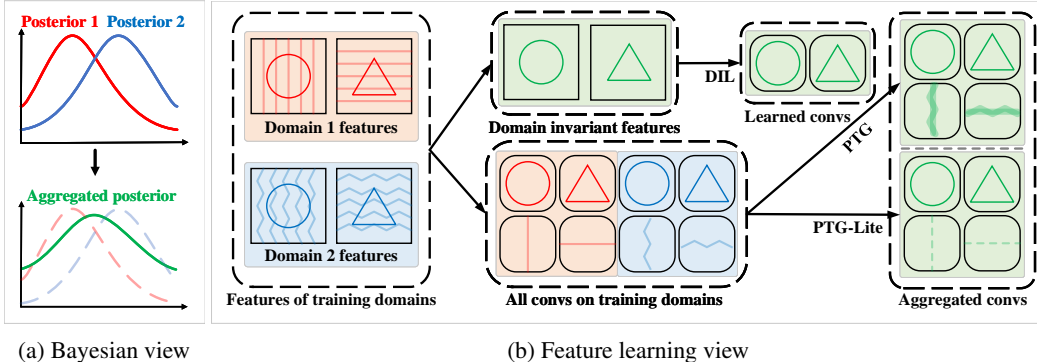 Posterior 1 Posterior 2
Aggregated posterior
(a) Bayesian view
Domain 1 features
Domain 2 features
Features of training domains
Domain invariant features
DIL
Learned convs
All convs on training domains
PTG
PTG-Lite
Aggregated convs
(b) Feature learning view